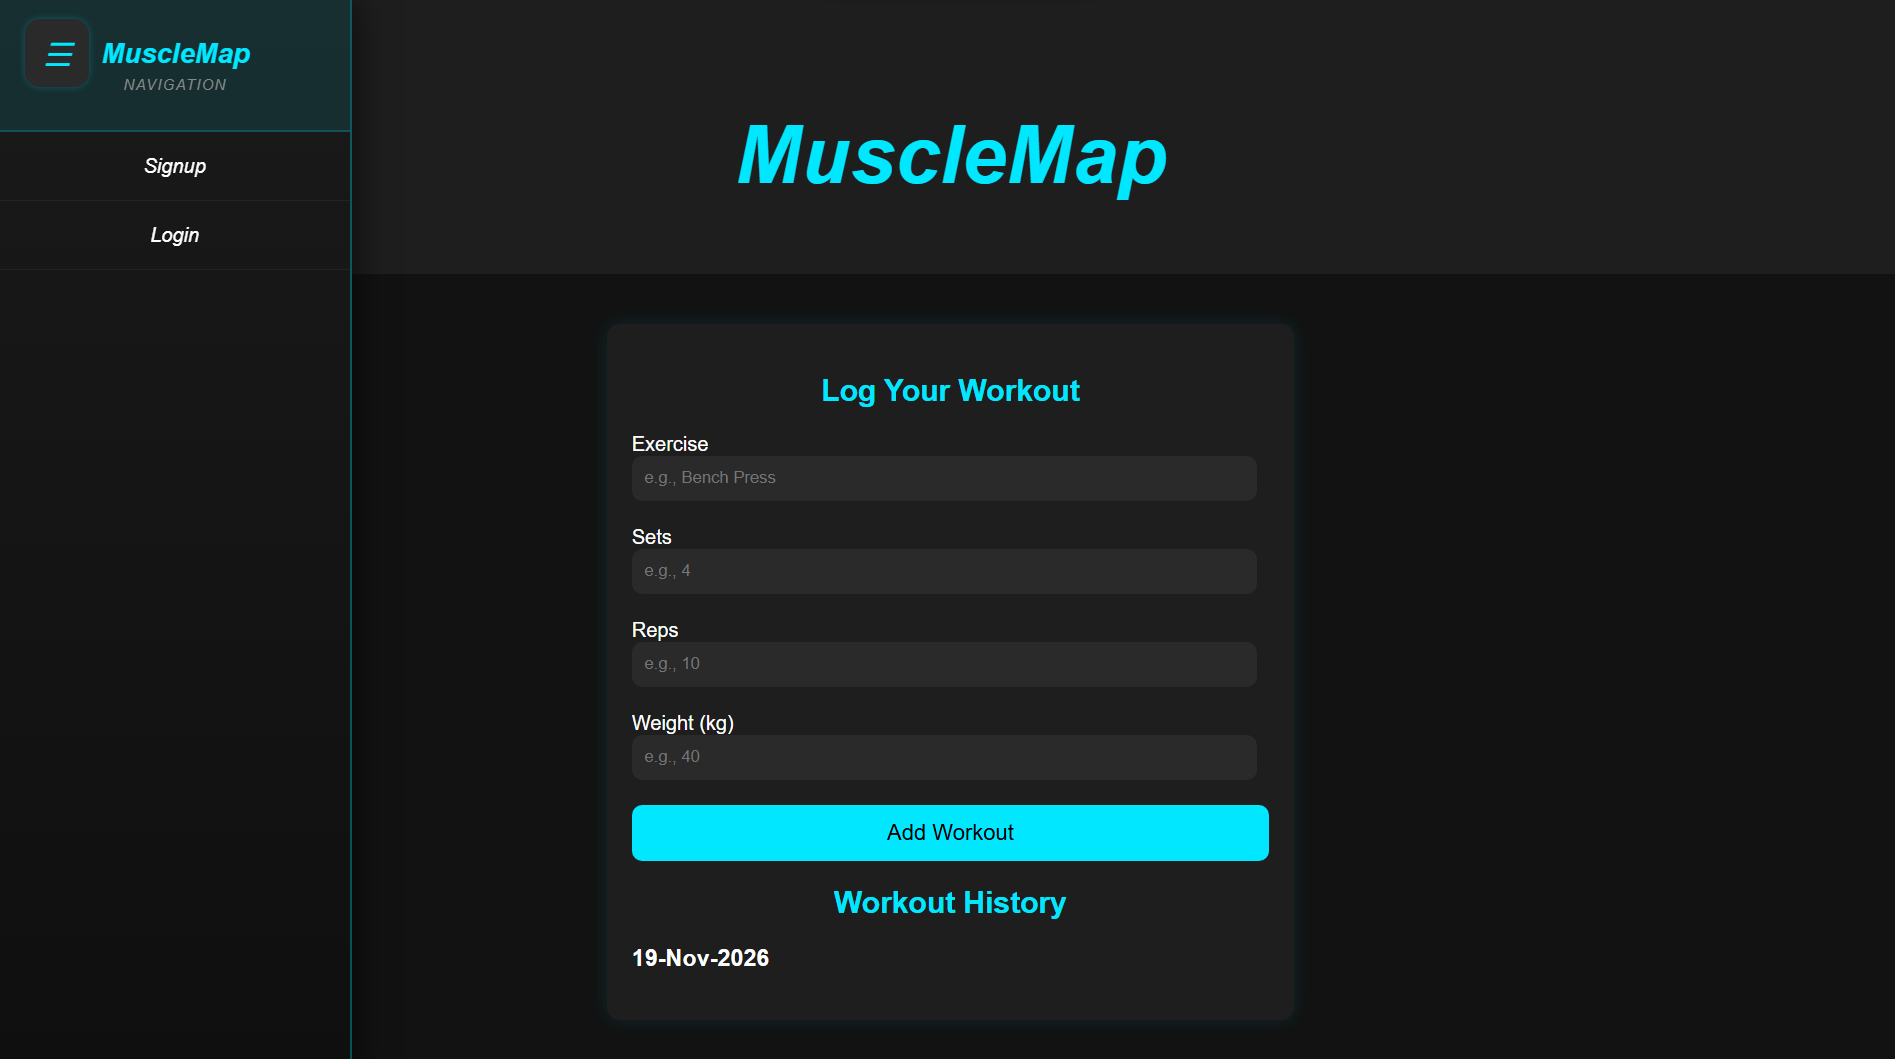 MuscleMap
NAVIGATION
Signup
Login
MuscleMap
Log Your Workout
Exercise
e.g., Bench Press
Sets
e.g., 4
Reps
e.g., 10
Weight (kg)
e.g., 40
Add Workout
Workout History
19-Nov-2026